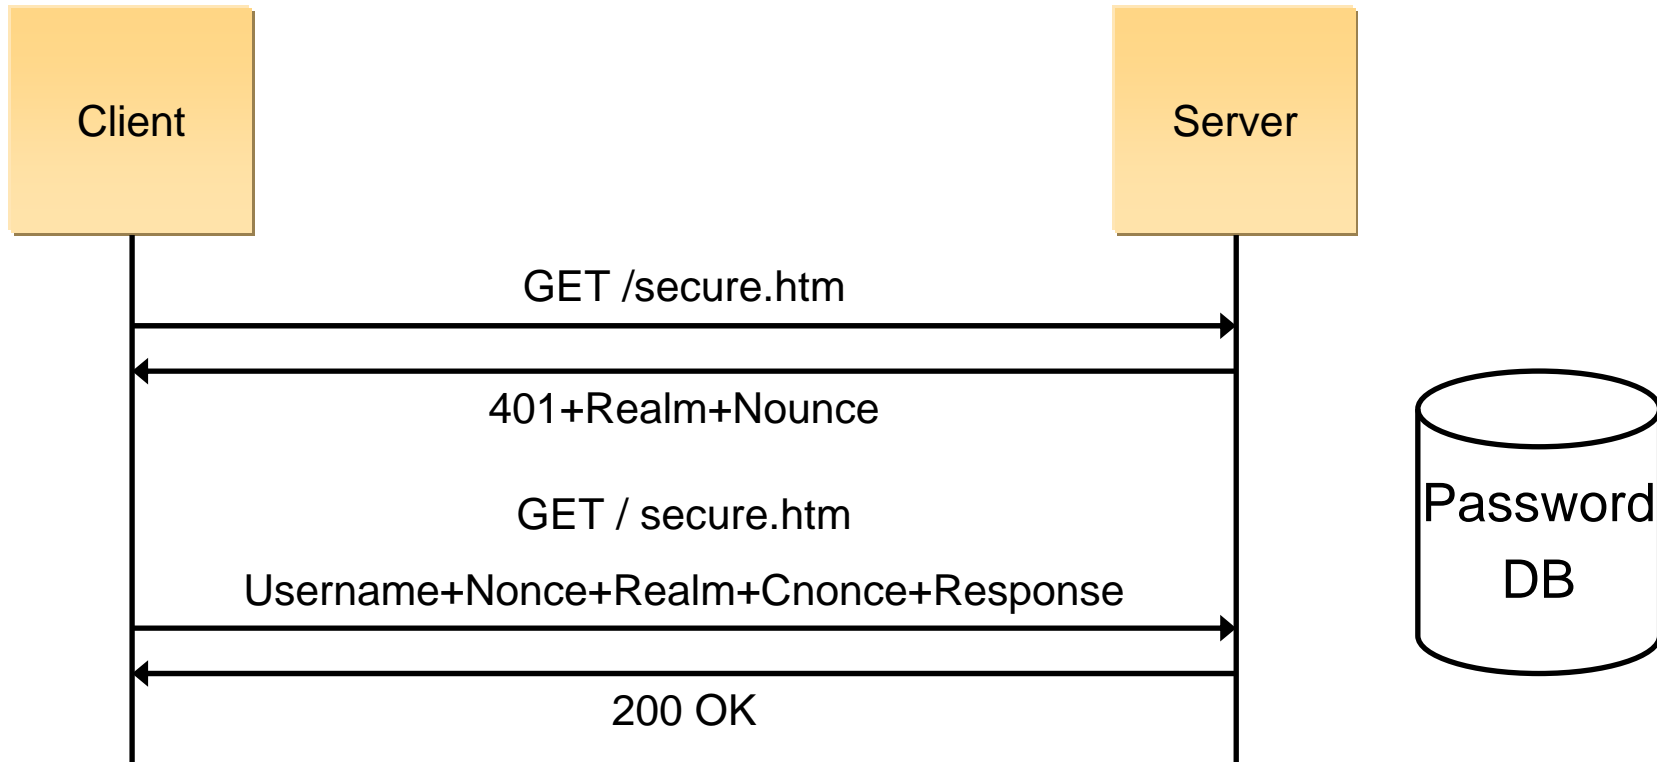 Client
Server
GET /secure.htm
401+Realm+Nounce
GET / secure.htm
Username+Nonce+Realm+Cnonce+Response
200 OK
Password
DB